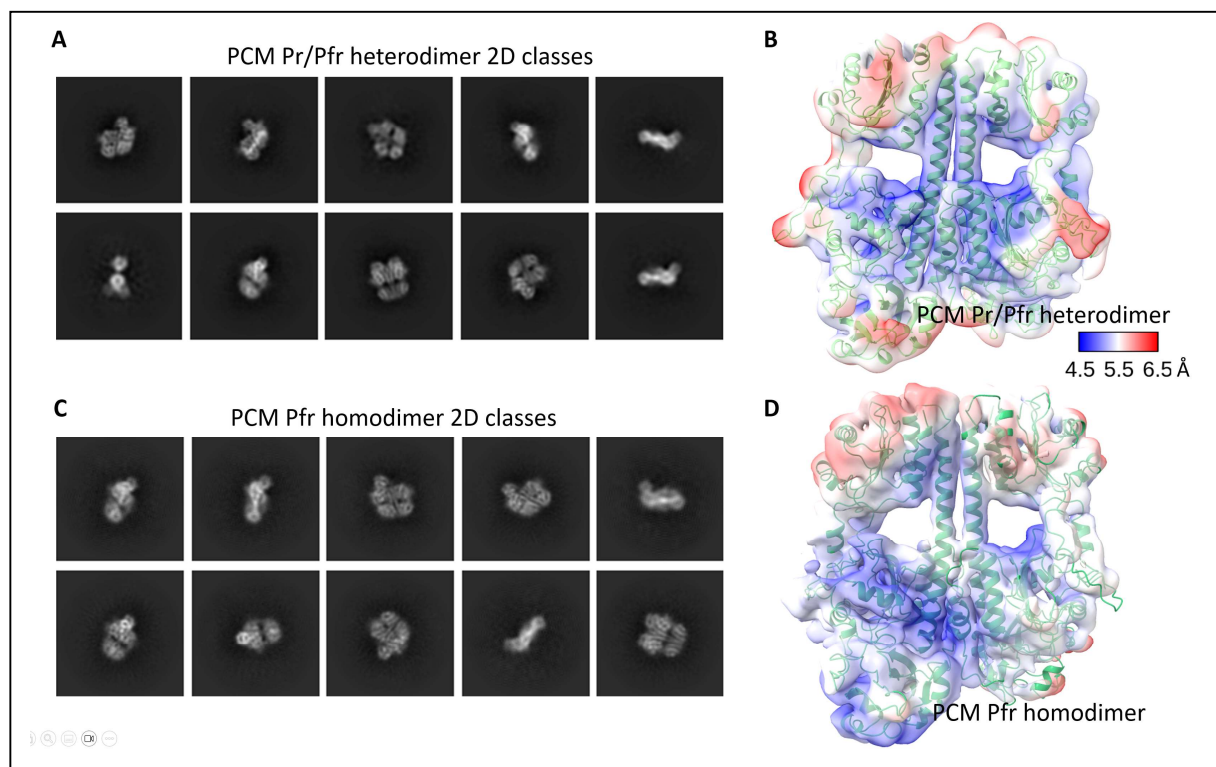 A
PCM Pr/Pfr heterodimer 2D classes
B
PCM Pr/Pfr heterodimer
4.5 5.5 6.5 Å
C
PCM Pfr homodimer 2D classes
D
PCM Pfr homodimer